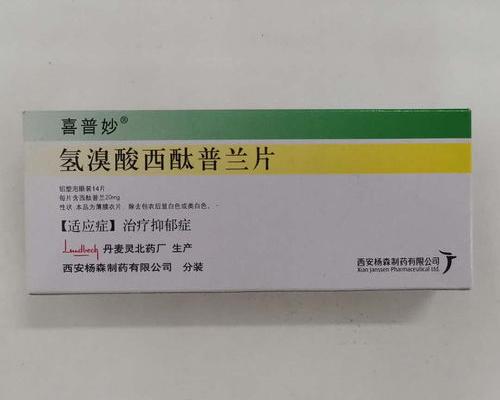 喜普妙®
氢溴酸西酞普兰片
铝塑泡眼装14片
每片含西酞普兰20mg
性状:本品为薄膜衣片,除去包衣后显白色或类白色。
【适应症】治疗抑郁症
Lundbeck 丹麦灵北药厂 生产
西安杨森制药有限公司 分装
西安杨森制药有限公司
Xian Janssen Pharmaceutical Ltd.